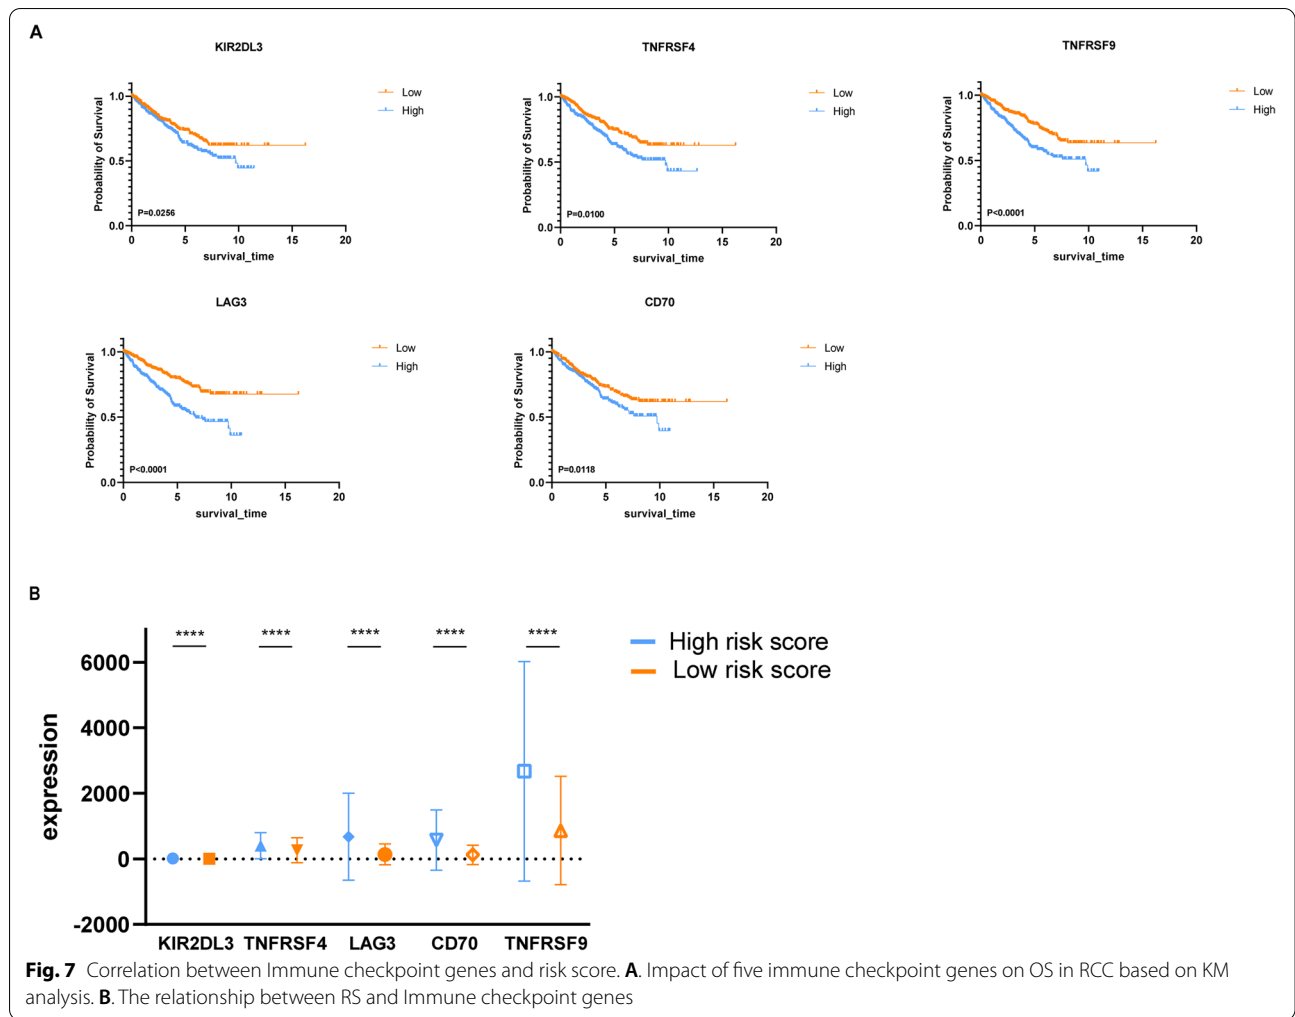 A
KIR2DL3
Probability of Survival
1.0
0.5
0.0
P=0.0256
0 5 10 15 20
survival_time
Low
High
TNFRSF4
Probability of Survival
1.0
0.5
0.0
P=0.0100
0 5 10 15 20
survival_time
Low
High
TNFRSF9
Probability of Survival
1.0
0.5
0.0
P<0.0001
0 5 10 15 20
survival_time
Low
High
LAG3
Probability of Survival
1.0
0.5
0.0
P<0.0001
0 5 10 15 20
survival_time
Low
High
CD70
Probability of Survival
1.0
0.5
0.0
P=0.0118
0 5 10 15 20
survival_time
Low
High
B
expression
6000
4000
2000
0
-2000
**** **** **** **** ****
High risk score
Low risk score
KIR2DL3 TNFRSF4 LAG3 CD70 TNFRSF9
Fig. 7 Correlation between Immune checkpoint genes and risk score. A. Impact of five immune checkpoint genes on OS in RCC based on KM
analysis. B. The relationship between RS and Immune checkpoint genes